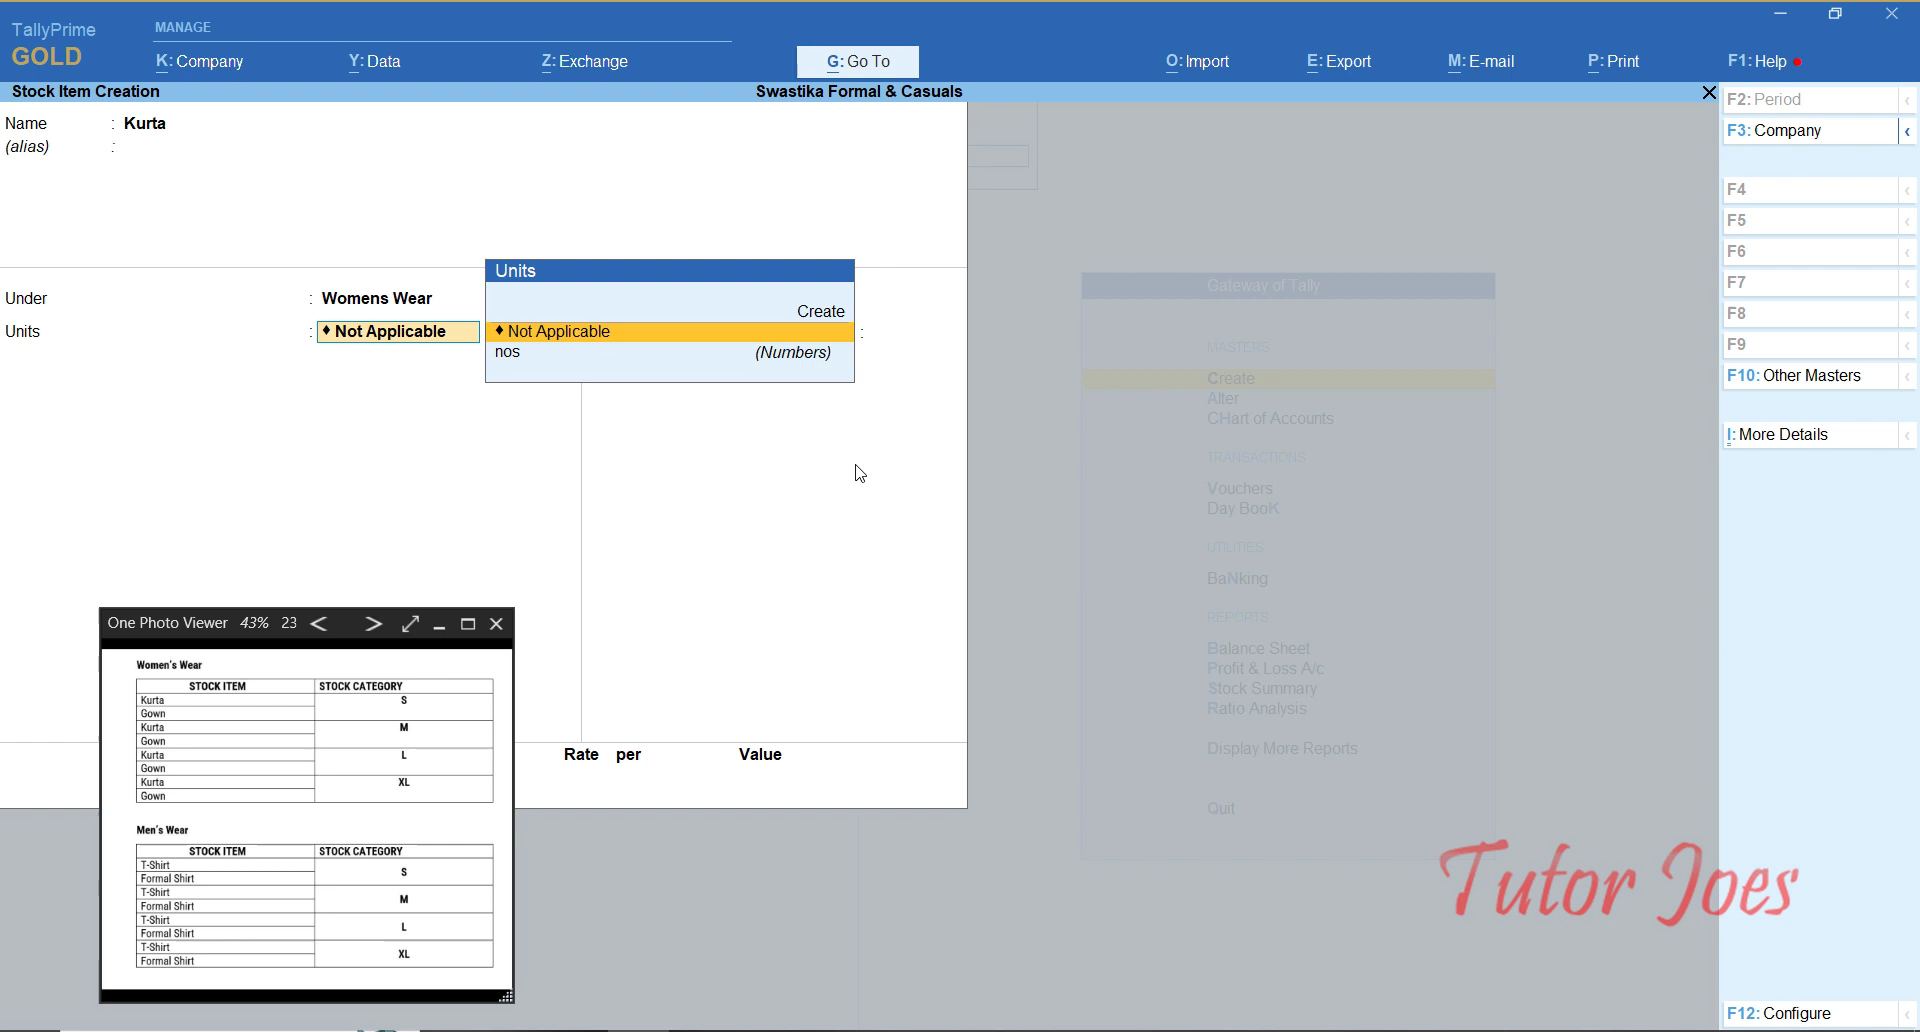 TallyPrime
GOLD
MANAGE
K: Company
Y: Data
Z: Exchange
G: Go To
O: Import
E: Export
M: E-mail
P: Print
F1: Help
Stock Item Creation
Swastika Formal & Casuals
Name : Kurta
(alias) :
Under : Womens Wear
Units : ♦ Not Applicable
Units
Create
♦ Not Applicable
nos (Numbers)
:
Rate per Value
Gateway of Tally
MASTERS
Create
Alter
CHart of Accounts
TRANSACTIONS
Vouchers
Day BooK
UTILITIES
BaNking
REPORTS
Balance Sheet
Profit & Loss A/c
Stock Summary
Ratio Analysis
Display More Reports
Quit
F2: Period
F3: Company
F4
F5
F6
F7
F8
F9
F10: Other Masters
I: More Details
F12: Configure
One Photo Viewer 43% 23
Women's Wear
STOCK ITEM STOCK CATEGORY
Kurta S
Gown
Kurta M
Gown
Kurta L
Gown
Kurta XL
Gown
Men's Wear
STOCK ITEM STOCK CATEGORY
T-Shirt S
Formal Shirt
T-Shirt M
Formal Shirt
T-Shirt L
Formal Shirt
T-Shirt XL
Formal Shirt
Tutor Joes